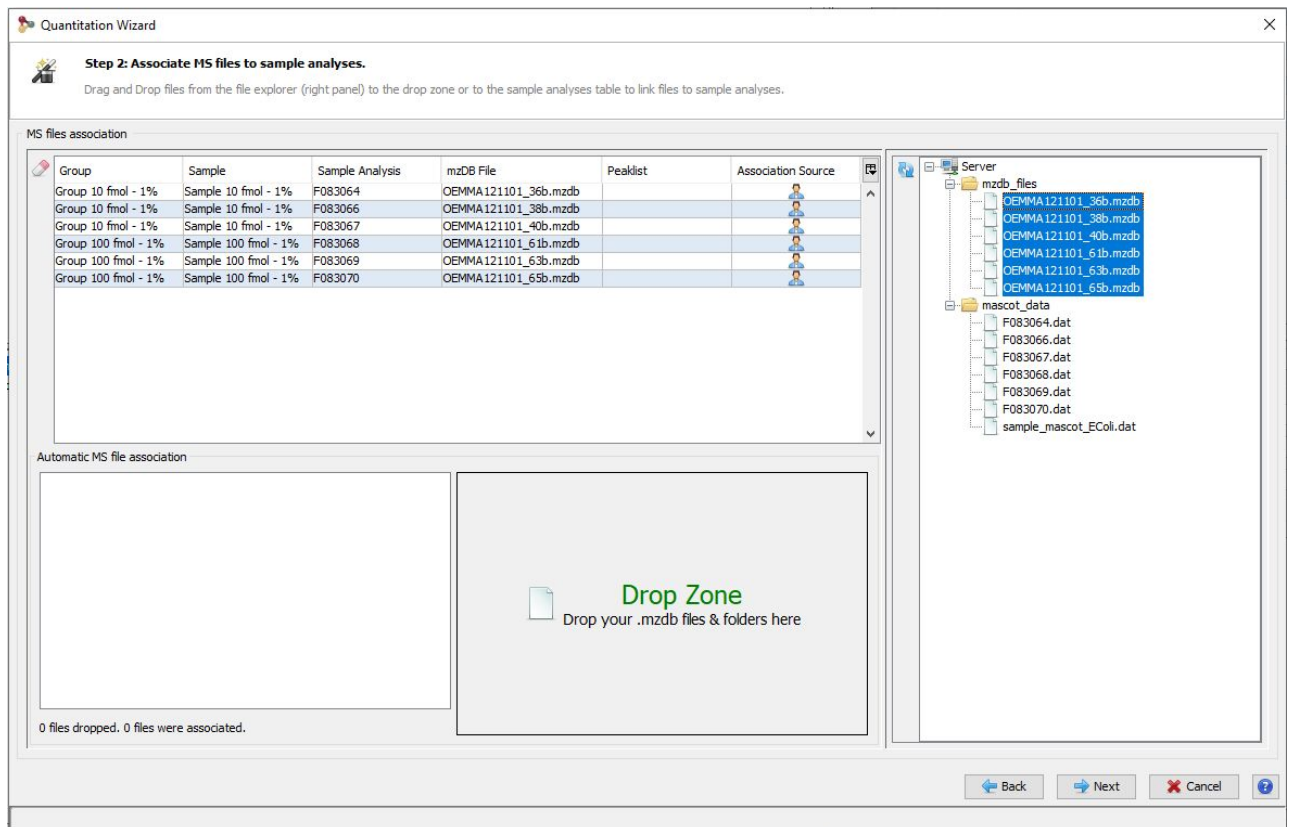 Quantitation Wizard
Step 2: Associate MS files to sample analyses.
Drag and Drop files from the file explorer (right panel) to the drop zone or to the sample analyses table to link files to sample analyses.
MS files association
Group Sample Sample Analysis mzDB File Peaklist Association Source
Group 10 fmol - 1% Sample 10 fmol - 1% F083064 OEMMA121101_36b.mzdb
Group 10 fmol - 1% Sample 10 fmol - 1% F083066 OEMMA121101_38b.mzdb
Group 10 fmol - 1% Sample 10 fmol - 1% F083067 OEMMA121101_40b.mzdb
Group 100 fmol - 1% Sample 100 fmol - 1% F083068 OEMMA121101_61b.mzdb
Group 100 fmol - 1% Sample 100 fmol - 1% F083069 OEMMA121101_63b.mzdb
Group 100 fmol - 1% Sample 100 fmol - 1% F083070 OEMMA121101_65b.mzdb
Automatic MS file association
Drop Zone
Drop your .mzdb files & folders here
0 files dropped. 0 files were associated.
Server
mzdb_files
OEMMA121101_36b.mzdb
OEMMA121101_38b.mzdb
OEMMA121101_40b.mzdb
OEMMA121101_61b.mzdb
OEMMA121101_63b.mzdb
OEMMA121101_65b.mzdb
mascot_data
F083064.dat
F083066.dat
F083067.dat
F083068.dat
F083069.dat
F083070.dat
sample_mascot_EColi.dat
Back Next Cancel ?